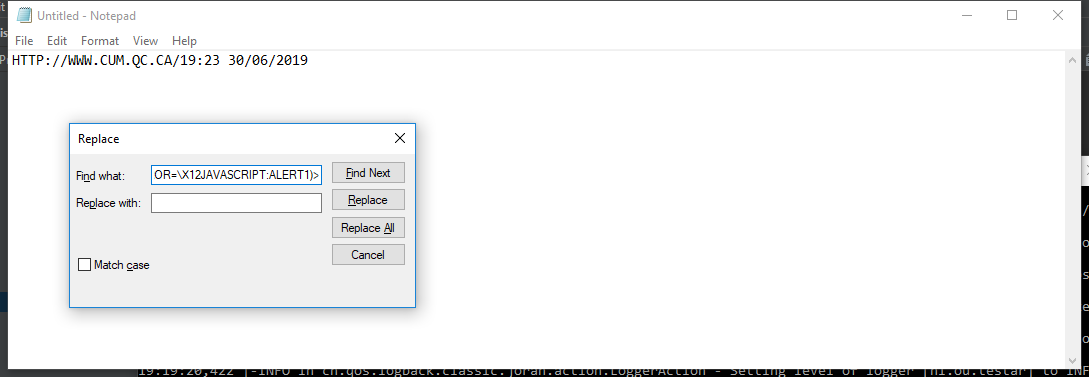 Untitled - Notepad
File Edit Format View Help
HTTP://WWW.CUM.QC.CA/19:23 30/06/2019
Replace
Find what: OR=\X12JAVASCRIPT:ALERT1)> Find Next
Replace with: Replace
Replace All
Cancel
Match case
19:19:20,422 |-INFO in ch.qos.logback.classic.joran.action.LoggerAction - Setting level of logger [nl.ou.testar] to INF